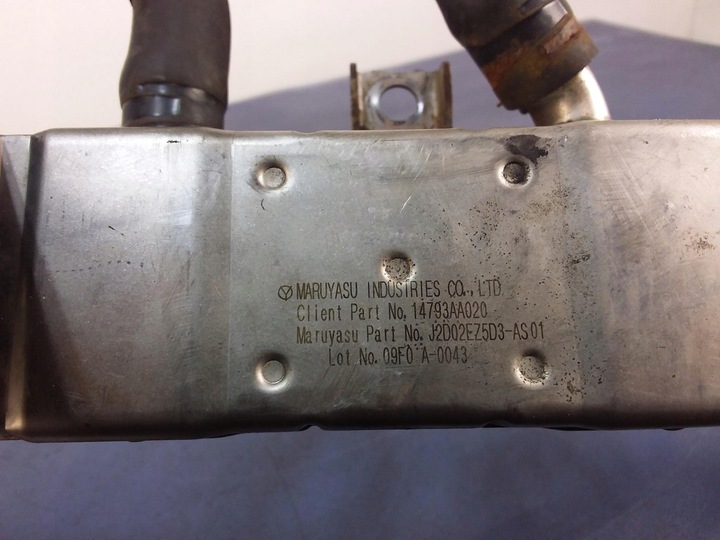 MARUYASU INDUSTRIES CO., LTD
Client Part No, 14793AA020
Maruyasu Part No. J2D02EZ5D3-AS01
Lot No. 09F0 A-0043